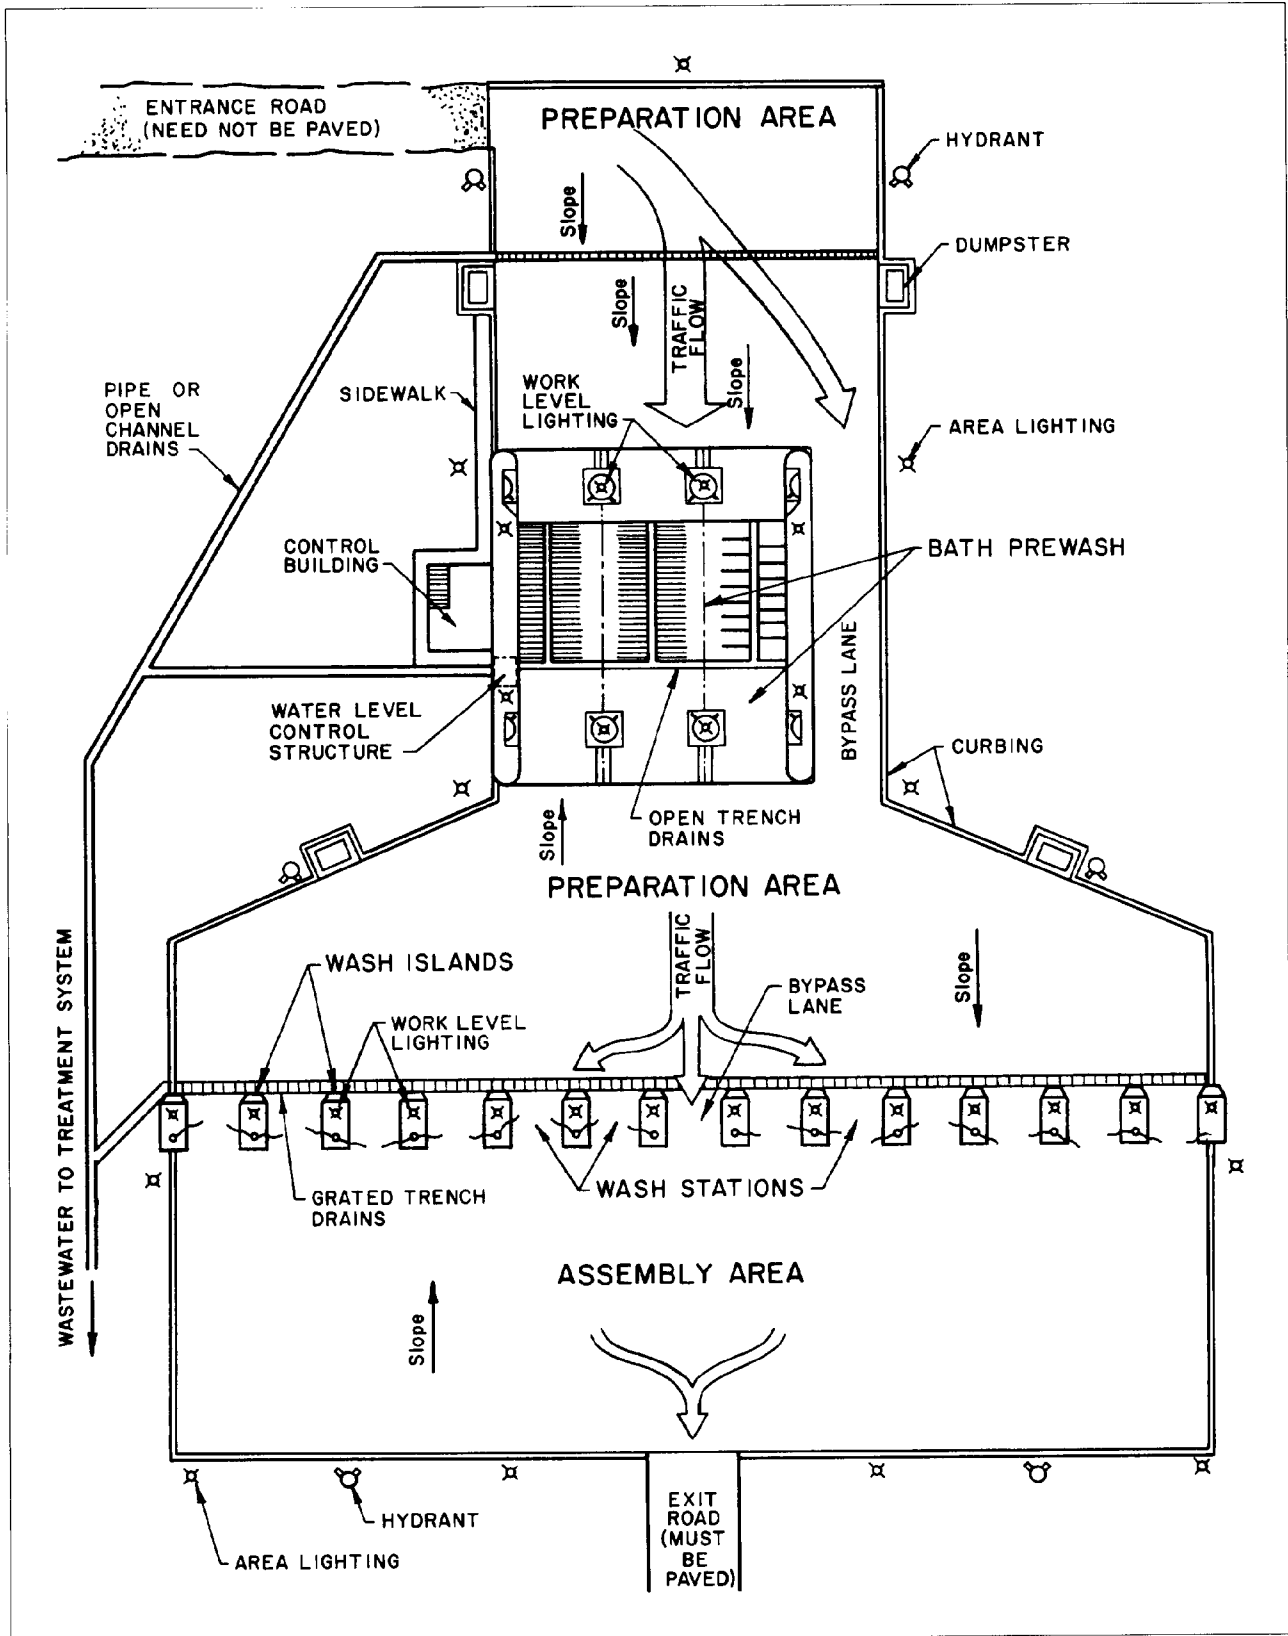 ENTRANCE ROAD
(NEED NOT BE PAVED)
PREPARATION AREA
HYDRANT
Slope
DUMPSTER
Slope
TRAFFIC
FLOW
Slope
PIPE OR
OPEN
CHANNEL
DRAINS
SIDEWALK
WORK
LEVEL
LIGHTING
AREA LIGHTING
CONTROL
BUILDING
BATH PREWASH
BYPASS LANE
WATER LEVEL
CONTROL
STRUCTURE
CURBING
OPEN TRENCH
DRAINS
Slope
PREPARATION AREA
TRAFFIC
FLOW
WASH ISLANDS
BYPASS
LANE
Slope
WORK LEVEL
LIGHTING
WASTEWATER TO TREATMENT SYSTEM
GRATED TRENCH
DRAINS
WASH STATIONS
ASSEMBLY AREA
Slope
HYDRANT
AREA LIGHTING
EXIT
ROAD
(MUST
BE
PAVED)